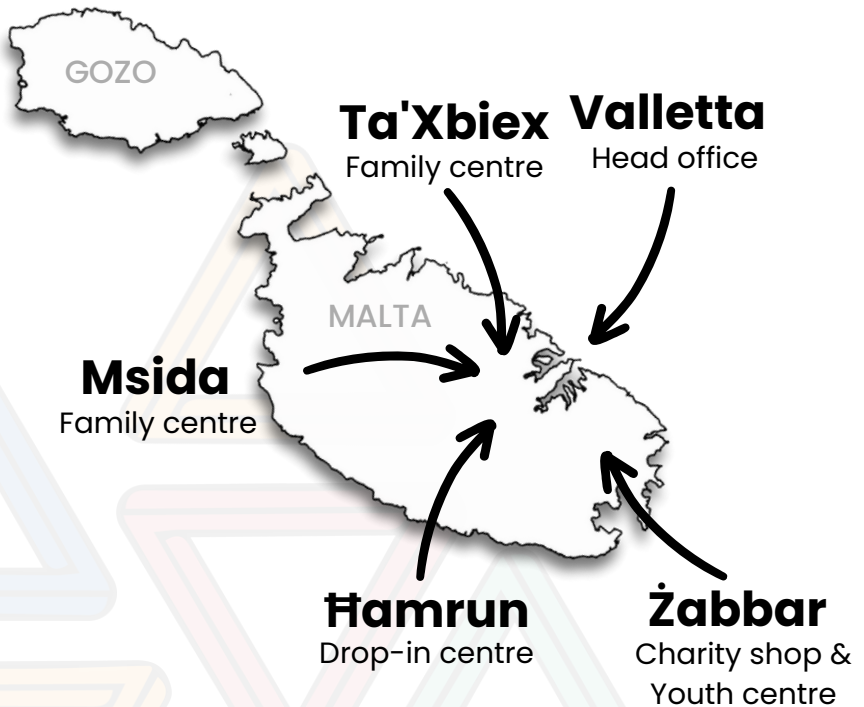 GOZO
Ta'Xbiex
Family centre
Valletta
Head office
MALTA
Msida
Family centre
Ħamrun
Drop-in centre
Żabbar
Charity shop &
Youth centre